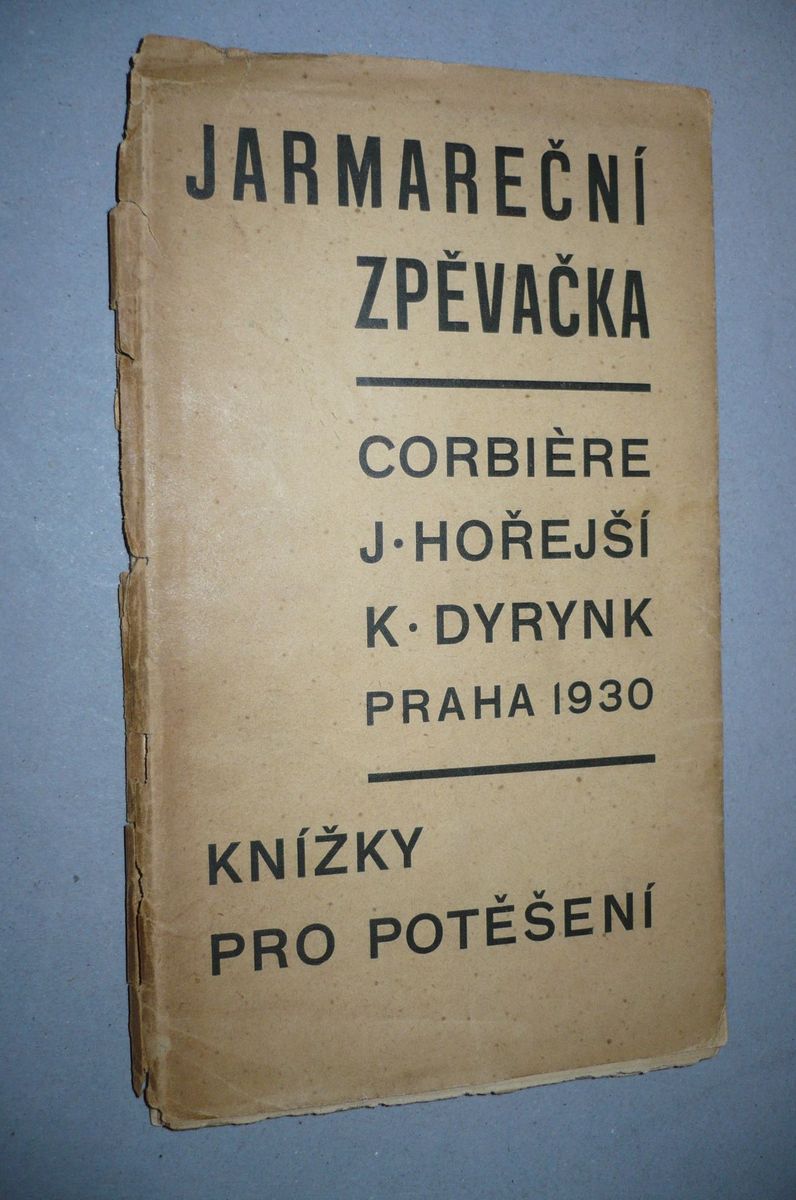 JARMAREČNÍ
ZPĚVAČKA
CORBIÈRE
J·HOŘEJŠÍ
K·DYRYNK
PRAHA 1930
KNÍŽKY
PRO POTĚŠENÍ